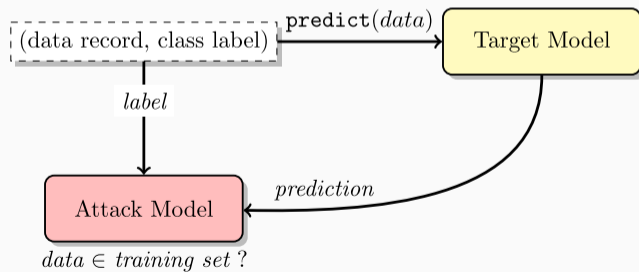 (data record, class label)
predict(data)
Target Model
label
prediction
Attack Model
data ∈ training set ?